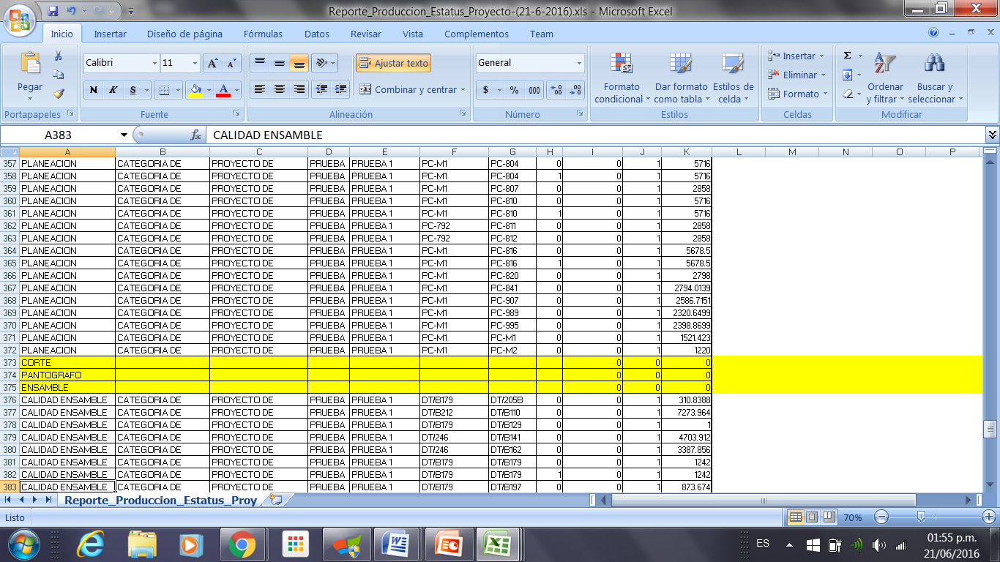 Reporte_Produccion_Estatus_Proyecto-(21-6-2016).xls - Microsoft Excel
Inicio Insertar Diseño de página Fórmulas Datos Revisar Vista Complementos Team
Pegar
Portapapeles
Calibri 11
N K S
Fuente
Ajustar texto
Combinar y centrar
Alineación
General
$ % 000
Número
Formato condicional
Dar formato como tabla
Estilos de celda
Estilos
Insertar
Eliminar
Formato
Celdas
Ordenar y filtrar
Buscar y seleccionar
Modificar
A383 fx CALIDAD ENSAMBLE
A B C D E F G H I J K L M N O P
357 PLANEACION CATEGORIA DE PROYECTO DE PRUEBA PRUEBA 1 PC-M1 PC-804 0 0 1 5716
358 PLANEACION CATEGORIA DE PROYECTO DE PRUEBA PRUEBA 1 PC-M1 PC-804 1 0 1 5716
359 PLANEACION CATEGORIA DE PROYECTO DE PRUEBA PRUEBA 1 PC-M1 PC-807 0 0 1 2858
360 PLANEACION CATEGORIA DE PROYECTO DE PRUEBA PRUEBA 1 PC-M1 PC-810 0 0 1 5716
361 PLANEACION CATEGORIA DE PROYECTO DE PRUEBA PRUEBA 1 PC-M1 PC-810 1 0 1 5716
362 PLANEACION CATEGORIA DE PROYECTO DE PRUEBA PRUEBA 1 PC-792 PC-811 0 0 1 2858
363 PLANEACION CATEGORIA DE PROYECTO DE PRUEBA PRUEBA 1 PC-792 PC-812 0 0 1 2858
364 PLANEACION CATEGORIA DE PROYECTO DE PRUEBA PRUEBA 1 PC-M1 PC-816 0 0 1 5678.5
365 PLANEACION CATEGORIA DE PROYECTO DE PRUEBA PRUEBA 1 PC-M1 PC-816 1 0 1 5678.5
366 PLANEACION CATEGORIA DE PROYECTO DE PRUEBA PRUEBA 1 PC-M1 PC-820 0 0 1 2798
367 PLANEACION CATEGORIA DE PROYECTO DE PRUEBA PRUEBA 1 PC-M1 PC-841 0 0 1 2794.0139
368 PLANEACION CATEGORIA DE PROYECTO DE PRUEBA PRUEBA 1 PC-M1 PC-907 0 0 1 2586.7151
369 PLANEACION CATEGORIA DE PROYECTO DE PRUEBA PRUEBA 1 PC-M1 PC-989 0 0 1 2320.6499
370 PLANEACION CATEGORIA DE PROYECTO DE PRUEBA PRUEBA 1 PC-M1 PC-995 0 0 1 2398.8699
371 PLANEACION CATEGORIA DE PROYECTO DE PRUEBA PRUEBA 1 PC-M1 PC-M1 0 0 1 1521.423
372 PLANEACION CATEGORIA DE PROYECTO DE PRUEBA PRUEBA 1 PC-M1 PC-M2 0 0 1 1220
373 CORTE 0 0 0
374 PANTOGRAFO 0 0 0
375 ENSAMBLE 0 0 0
376 CALIDAD ENSAMBLE CATEGORIA DE PROYECTO DE PRUEBA PRUEBA 1 DT/B179 DT/205B 0 0 1 310.8388
377 CALIDAD ENSAMBLE CATEGORIA DE PROYECTO DE PRUEBA PRUEBA 1 DT/B212 DT/B110 0 0 1 7273.964
378 CALIDAD ENSAMBLE CATEGORIA DE PROYECTO DE PRUEBA PRUEBA 1 DT/B179 DT/B129 0 0 1 1
379 CALIDAD ENSAMBLE CATEGORIA DE PROYECTO DE PRUEBA PRUEBA 1 DT/246 DT/B141 0 0 1 4703.912
380 CALIDAD ENSAMBLE CATEGORIA DE PROYECTO DE PRUEBA PRUEBA 1 DT/246 DT/B162 0 0 1 3387.856
381 CALIDAD ENSAMBLE CATEGORIA DE PROYECTO DE PRUEBA PRUEBA 1 DT/B179 DT/B179 0 0 1 1242
382 CALIDAD ENSAMBLE CATEGORIA DE PROYECTO DE PRUEBA PRUEBA 1 DT/B179 DT/B179 1 0 1 1242
383 CALIDAD ENSAMBLE CATEGORIA DE PROYECTO DE PRUEBA PRUEBA 1 DT/B179 DT/B197 0 0 1 873.674
Reporte_Produccion_Estatus_Proy
Listo 70%
ES
01:55 p.m.
21/06/2016